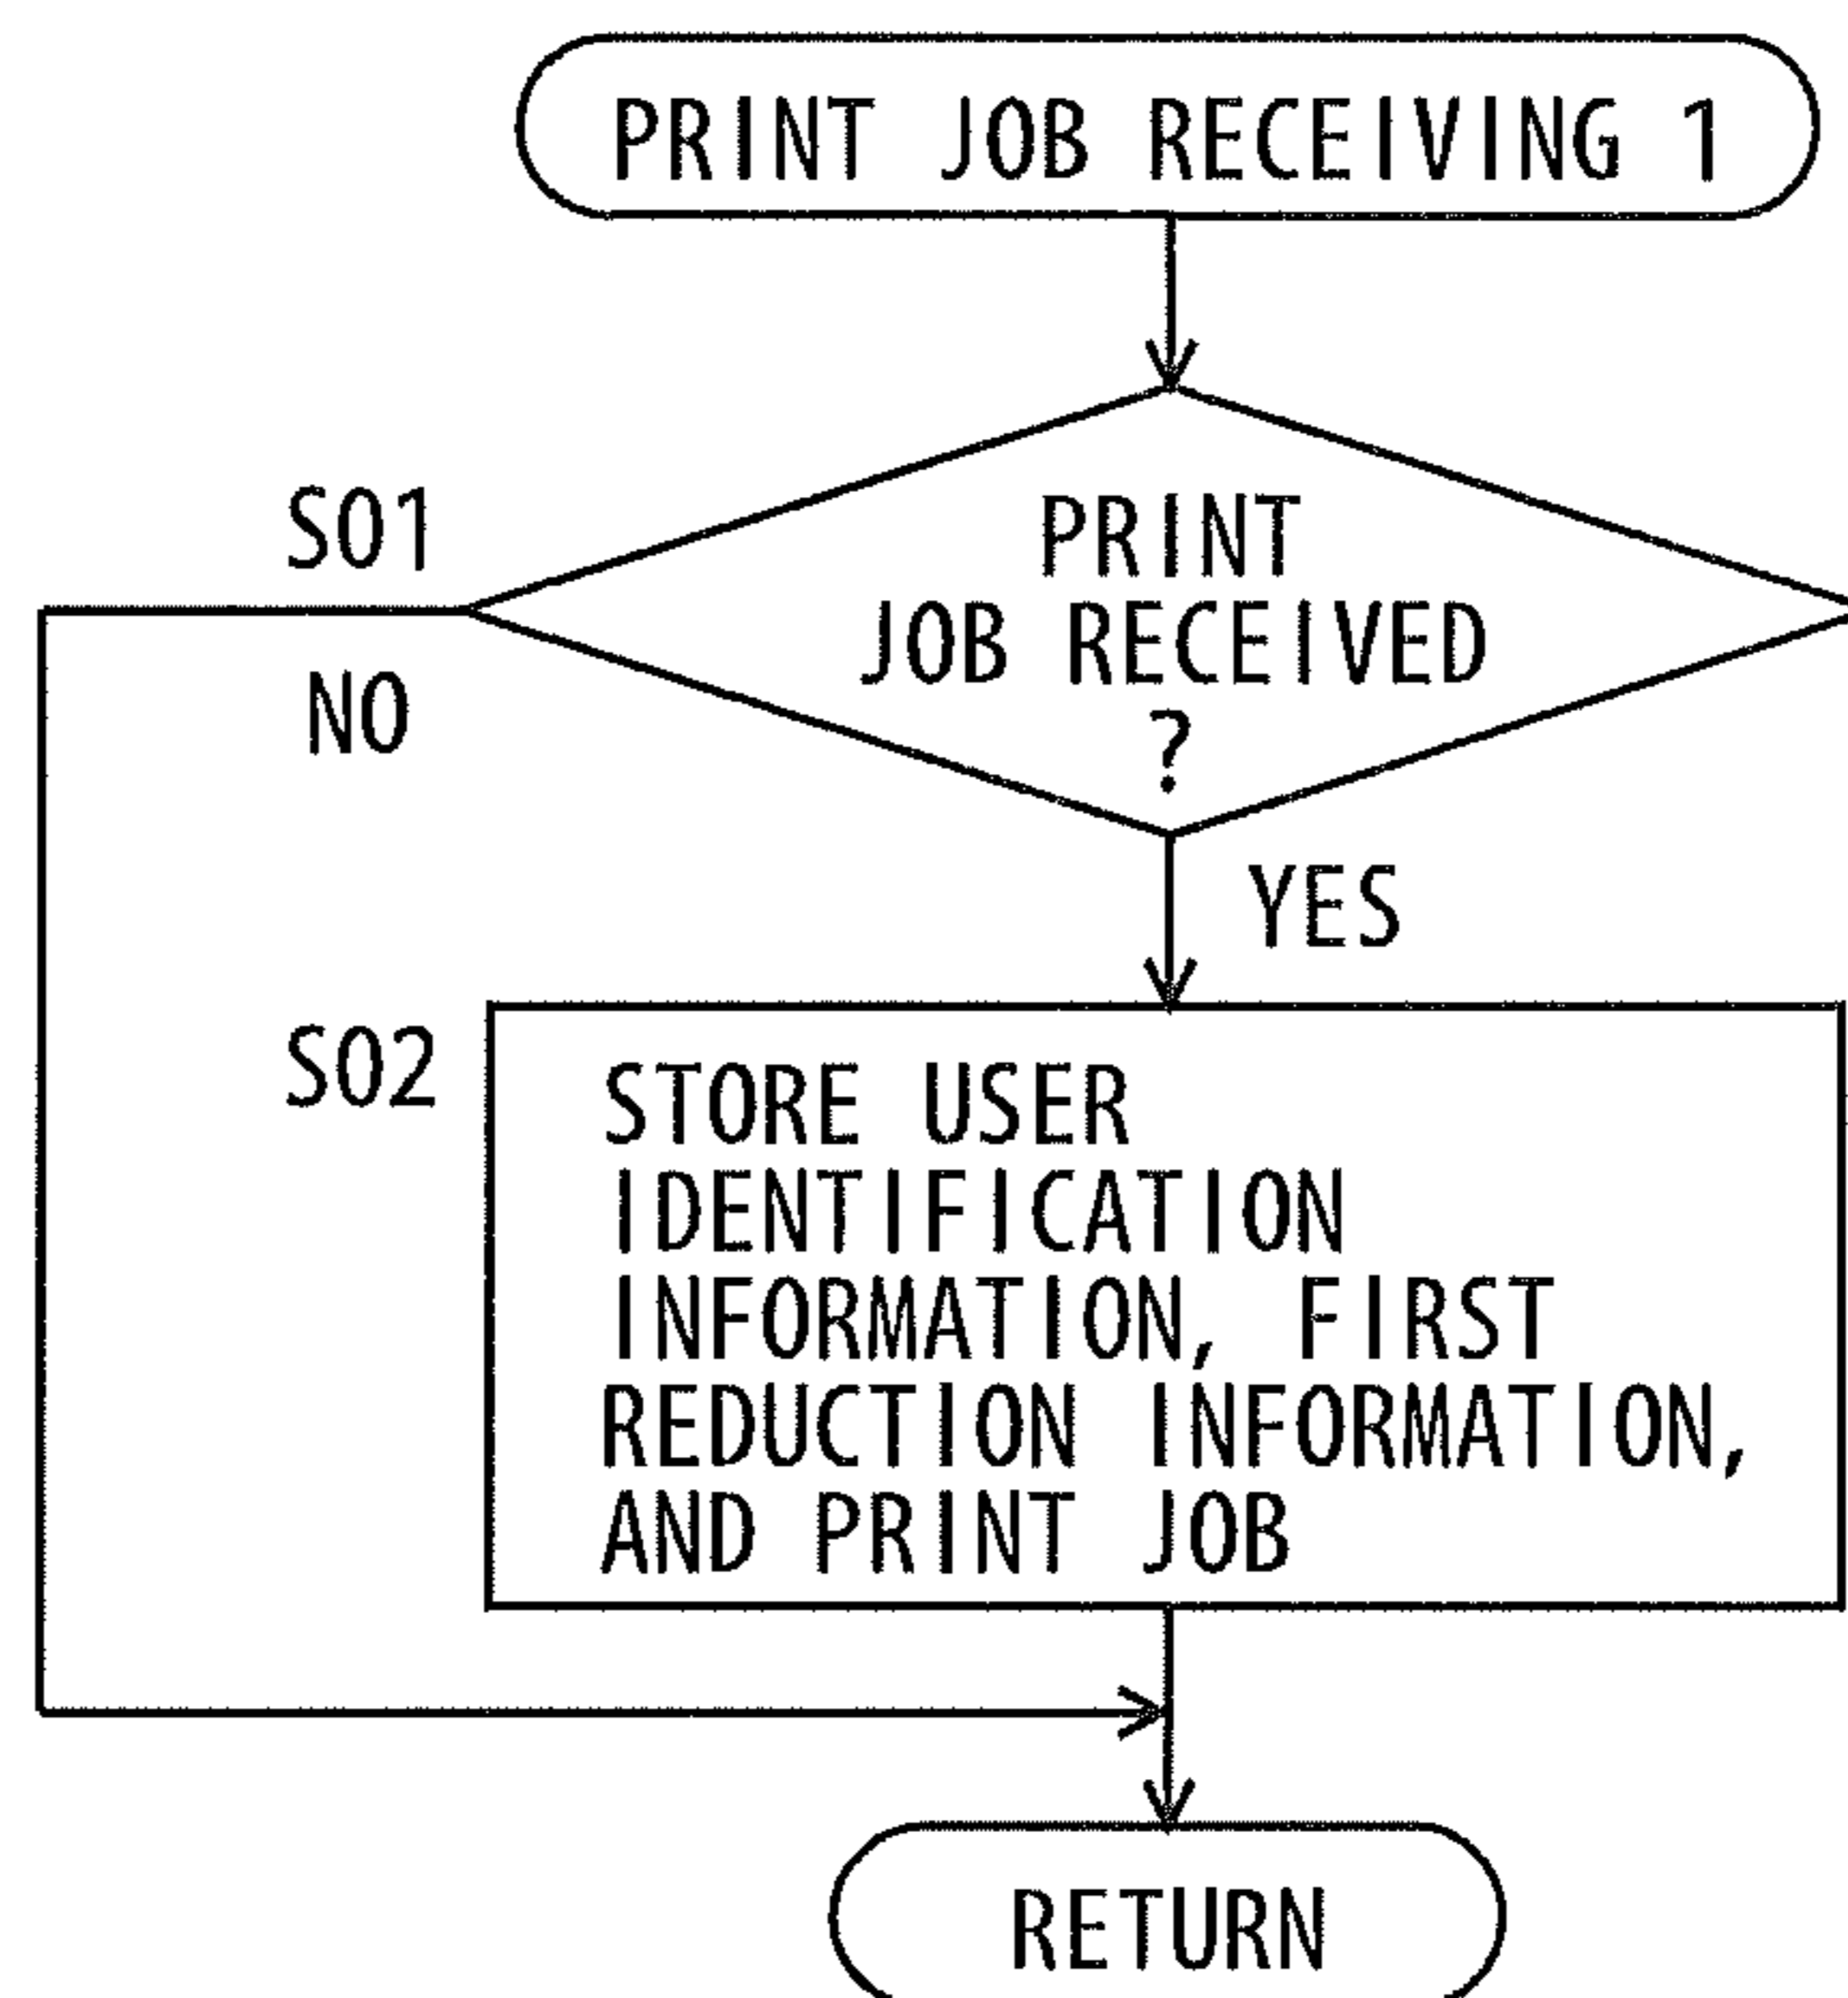 PRINT JOB RECEIVING 1
S01
PRINT
JOB RECEIVED
?
NO
YES
S02
STORE USER
IDENTIFICATION
INFORMATION, FIRST
REDUCTION INFORMATION,
AND PRINT JOB
RETURN